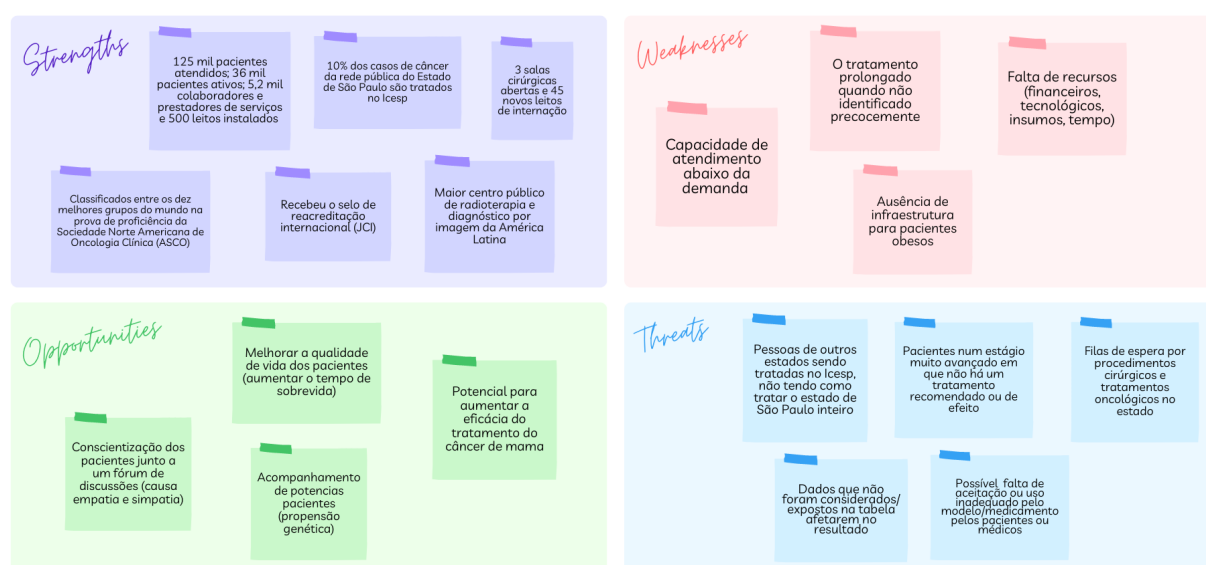 Strengths
125 mil pacientes
atendidos; 36 mil
pacientes ativos; 5,2 mil
colaboradores e
prestadores de serviços
e 500 leitos instalados
10% dos casos de câncer
da rede pública do Estado
de São Paulo são tratados
no Icesp
3 salas
cirúrgicas
abertas e 45
novos leitos
de internação
Classificados entre os dez
melhores grupos do mundo na
prova de proficiência da
Sociedade Norte Americana de
Oncologia Clínica (ASCO)
Recebeu o selo de
reacreditação
internacional (JCI)
Maior centro público
de radioterapia e
diagnóstico por
imagem da América
Latina
Weaknesses
Capacidade de
atendimento
abaixo da
demanda
O tratamento
prolongado
quando não
identificado
precocemente
Falta de recursos
(financeiros,
tecnológicos,
insumos, tempo)
Ausência de
infraestrutura
para pacientes
obesos
Opportunities
Melhorar a qualidade
de vida dos pacientes
(aumentar o tempo de
sobrevida)
Potencial para
aumentar a
eficácia do
tratamento do
câncer de mama
Conscientização dos
pacientes junto a
um fórum de
discussões (causa
empatia e simpatia)
Acompanhamento
de potencias
pacientes
(propensão
genética)
Threats
Pessoas de outros
estados sendo
tratadas no Icesp,
não tendo como
tratar o estado de
São Paulo inteiro
Pacientes num estágio
muito avançado em
que não há um
tratamento
recomendado ou de
efeito
Filas de espera por
procedimentos
cirúrgicos e
tratamentos
oncológicos no
estado
Dados que não
foram considerados/
expostos na tabela
afetarem no
resultado
Possível falta de
aceitação ou uso
inadequado pelo
modelo/medicamento
pelos pacientes ou
médicos